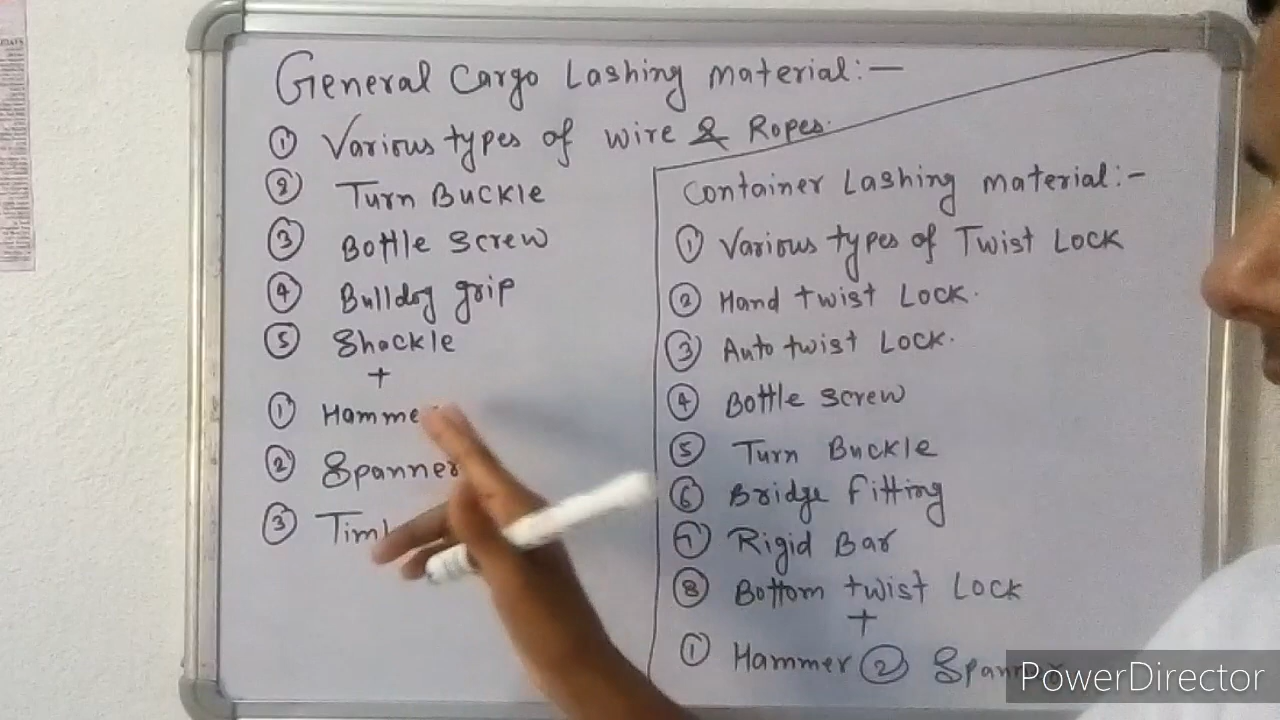 General Cargo Lashing material:-
① Various types of wire & Ropes.
② Turn Buckle
③ Bottle screw
④ Bulldog grip
⑤ Shackle
+
① Hammer
② Spanner
③
Container Lashing material:-
① Various types of Twist Lock
② Hand twist Lock.
③ Auto twist Lock.
④ Bottle screw
⑤ Turn Buckle
⑥ Bridge fitting
⑦ Rigid Bar
⑧ Bottom twist Lock
+
① Hammer ② Spanner
PowerDirector